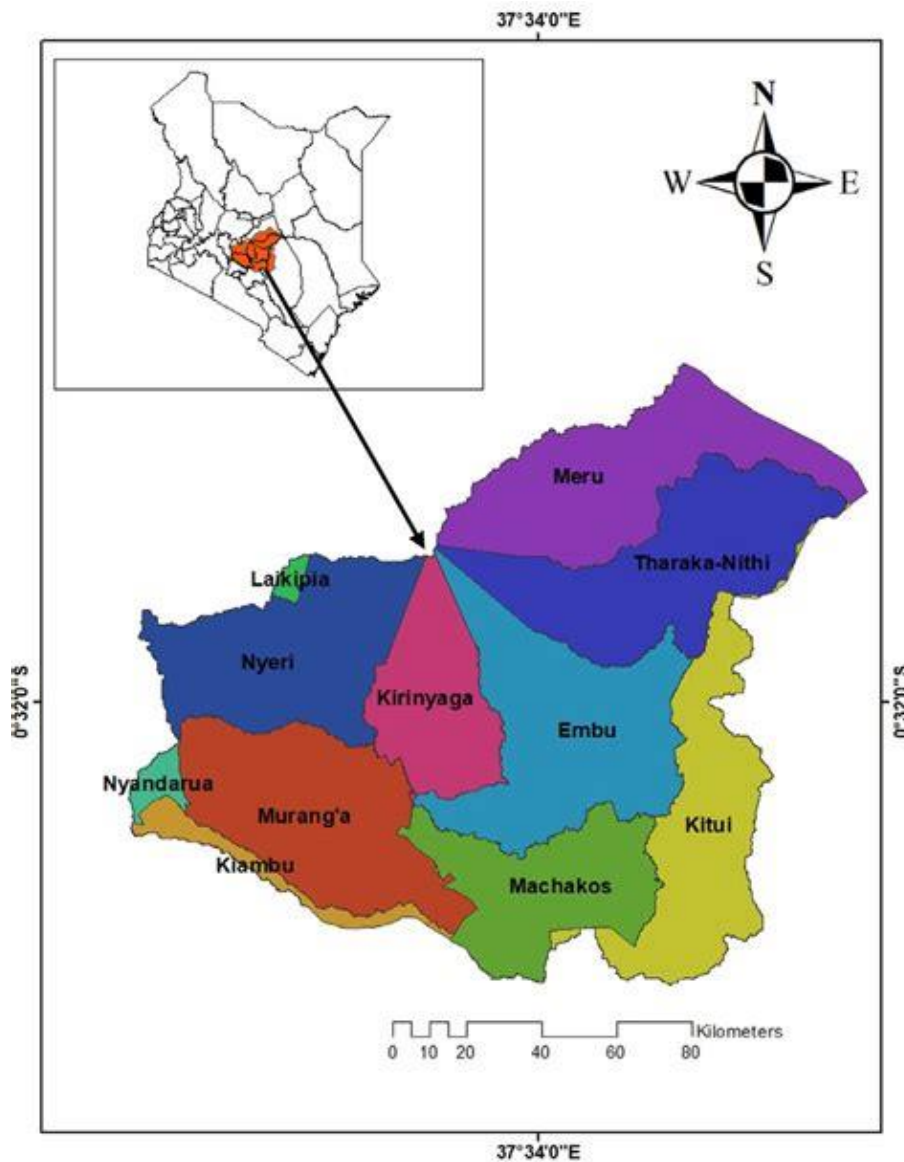 37°34'0"E
N
W E
S
Meru
Tharaka-Nithi
Laikipia
Nyeri
Kirinyaga
0°32'0"S
0°32'0"S
Embu
Nyandarua
Murang'a
Kitui
Kiambu
Machakos
Kilometers
0 10 20 40 60 80
37°34'0"E